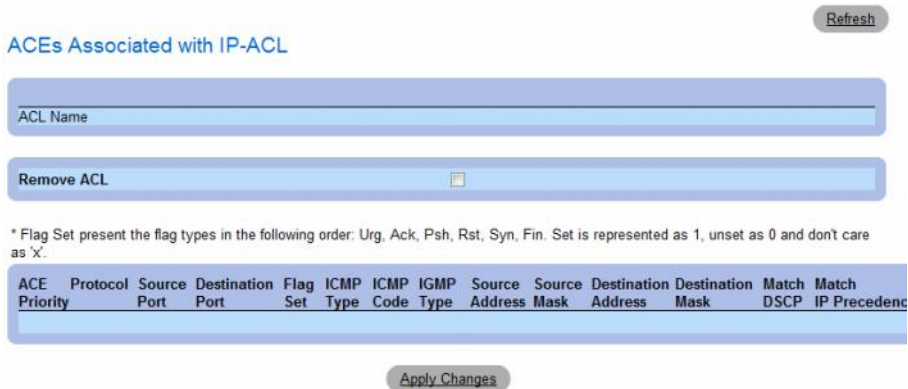 Refresh
ACEs Associated with IP-ACL
ACL Name
Remove ACL
* Flag Set present the flag types in the following order: Urg, Ack, Psh, Rst, Syn, Fin. Set is represented as 1, unset as 0 and don't care
as 'x'.
ACE Protocol Source Destination Flag ICMP ICMP IGMP Source Source Destination Destination Match Match
Priority Port Port Set Type Code Type Address Mask Address Mask DSCP IP Precedenc
Apply Changes